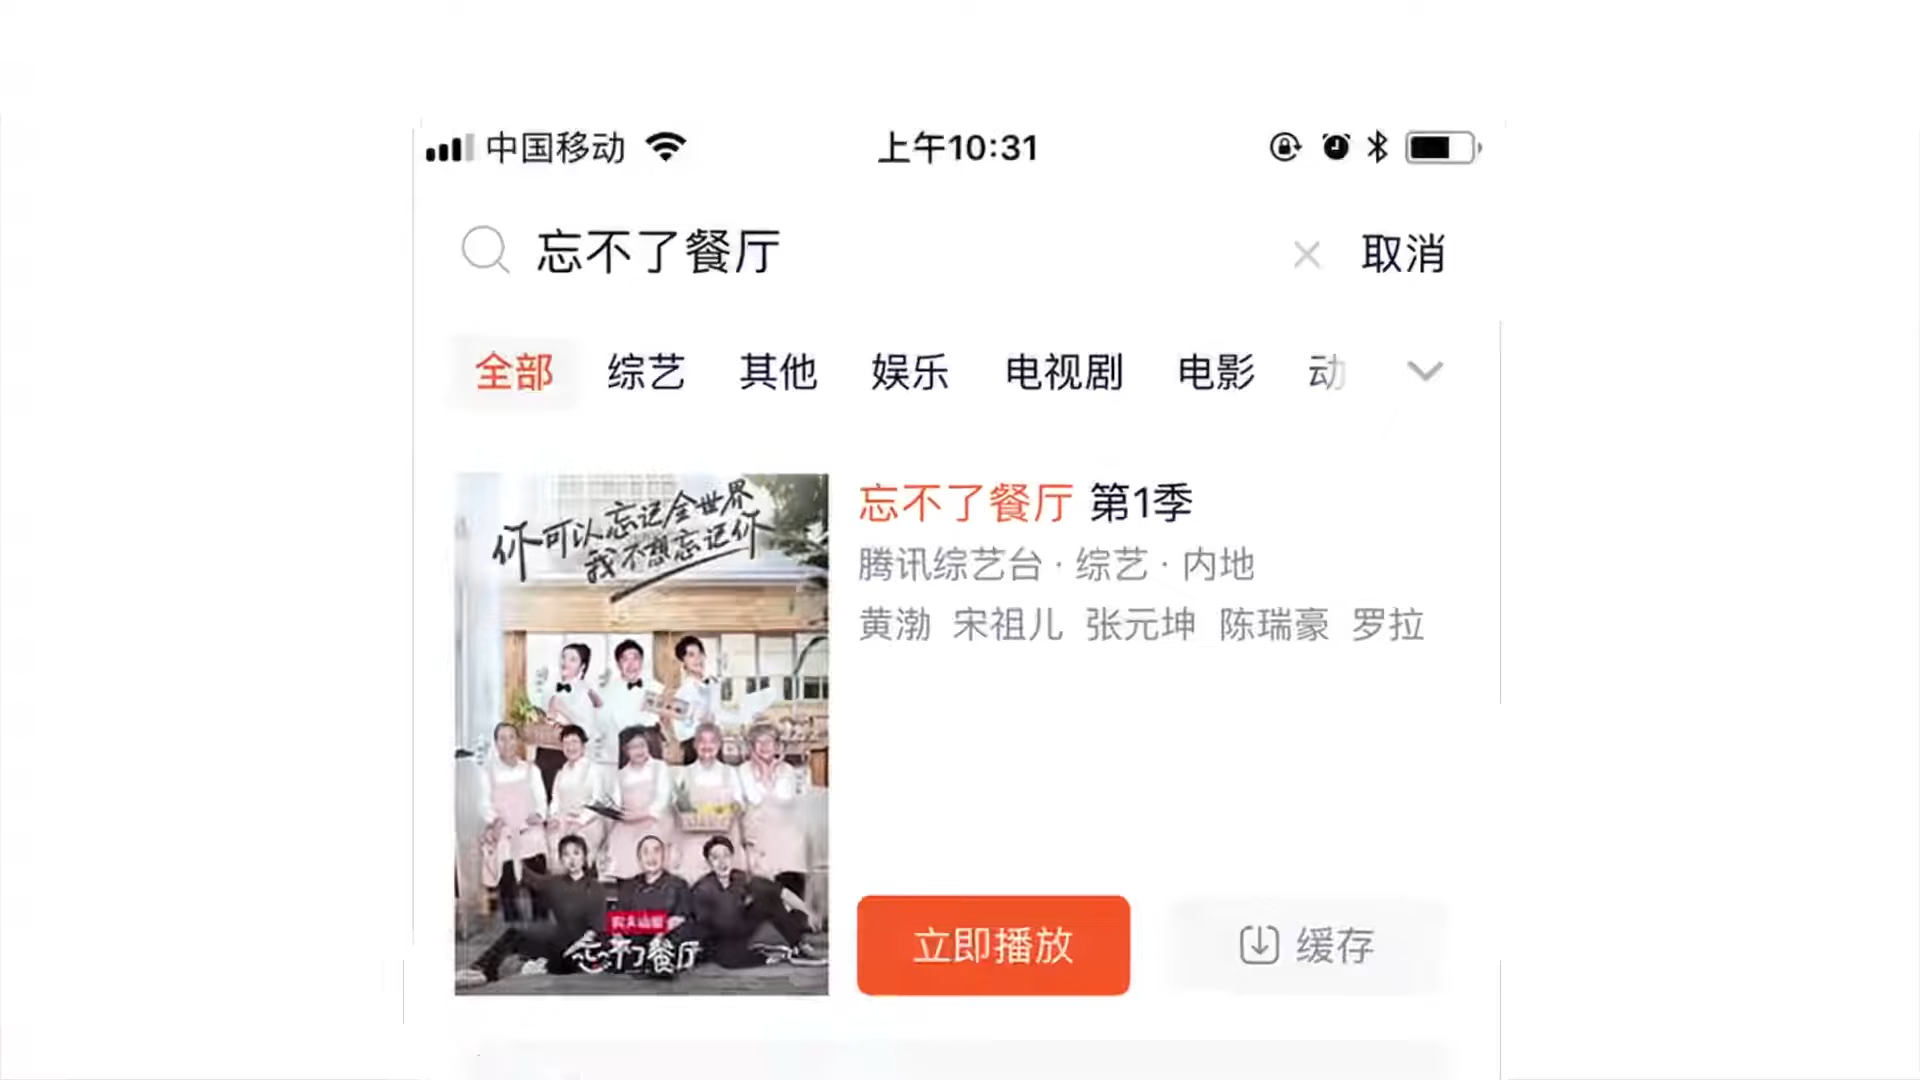 中国移动 上午10:31
忘不了餐厅 取消
全部 综艺 其他 娱乐 电视剧 电影 动
你可以忘记全世界
我不想忘记你
忘不了餐厅
忘不了餐厅 第1季
腾讯综艺台·综艺·内地
黄渤 宋祖儿 张元坤 陈瑞豪 罗拉
立即播放 缓存